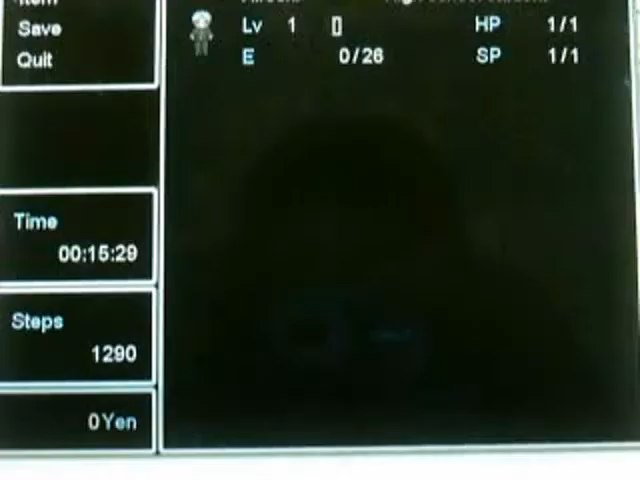 Item
Save
Quit
Lv 1 [] HP 1/1
E 0/26 SP 1/1
Time
00:15:29
Steps
1290
0Yen